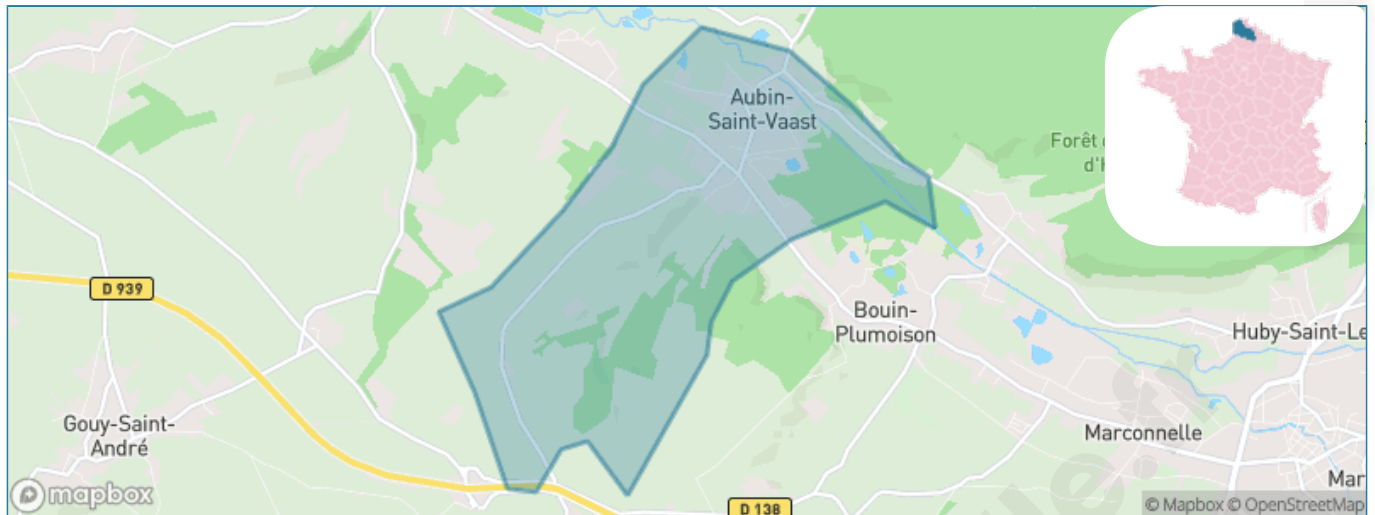 Aubin-
Saint-Vaast
Forêt
D 939
Bouin-
Plumoison
Huby-Saint-Le
Gouy-Saint-
André
Marconnelle
Mar
mapbox
D 138
© Mapbox © OpenStreetMap